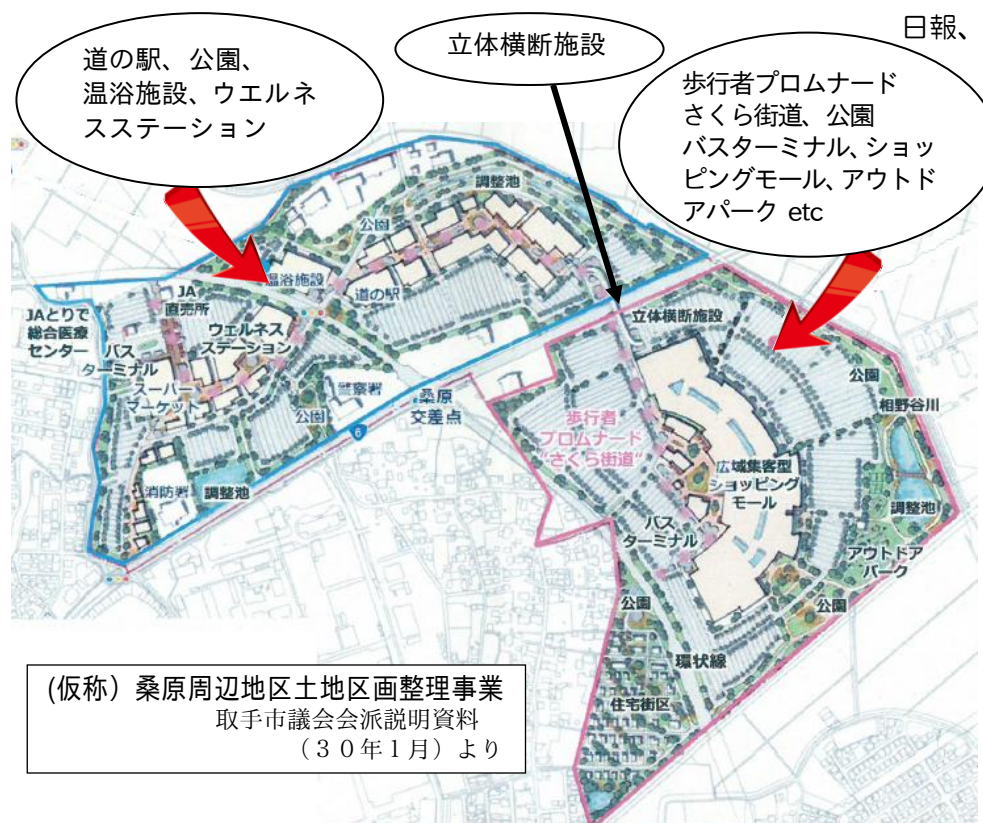 日報、
道の駅、公園、
温浴施設、ウエルネ
スステーション
立体横断施設
歩行者プロムナード
さくら街道、公園
バスターミナル、ショッ
ピングモール、アウトド
アパーク etc
調整池
公園
温浴施設
道の駅
JA
直売所
JAとりで
総合医療
センター
バス
ターミナル
ウェルネス
ステーション
スーパー
マーケット
公園
警察署
桑原
交差点
6
消防署
調整池
立体横断施設
公園
相野谷川
歩行者
プロムナード
"さくら街道"
広域集客型
ショッピング
モール
調整池
バス
ターミナル
アウトドア
パーク
公園
公園
環状線
住宅街区
(仮称）桑原周辺地区土地区画整理事業
取手市議会会派説明資料
（３０年１月）より